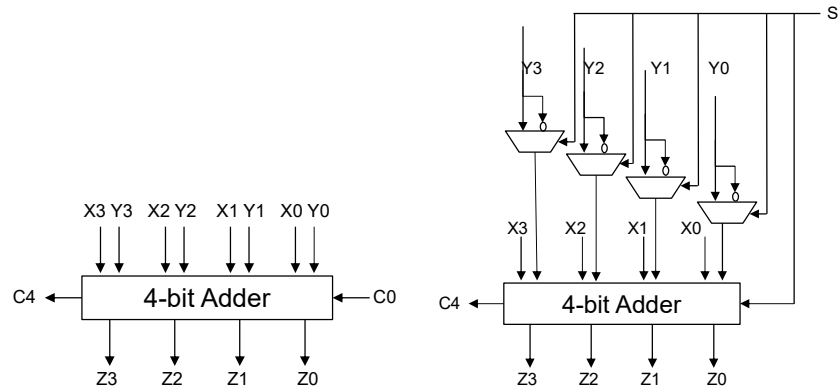 S
Y3 Y2 Y1 Y0
X3 Y3 X2 Y2 X1 Y1 X0 Y0
C4 4-bit Adder C0
Z3 Z2 Z1 Z0
X3 X2 X1 X0
C4 4-bit Adder
Z3 Z2 Z1 Z0